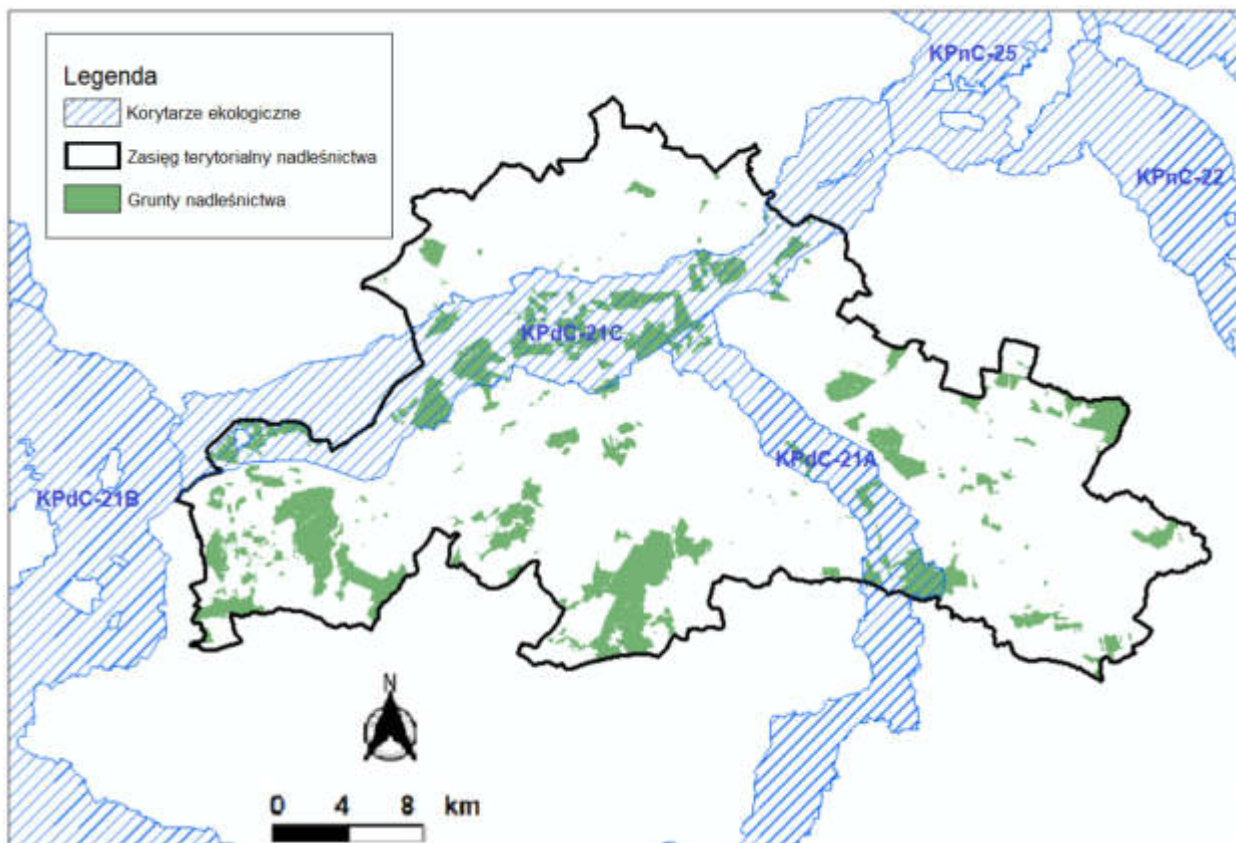 KPnC-25
Legenda
Korytarze ekologiczne
Zasięg terytorialny nadleśnictwa
KPnC-22
Grunty nadleśnictwa
KPdC-21C
KPdC-21A
KPdC-21B
N
0 4 8 km